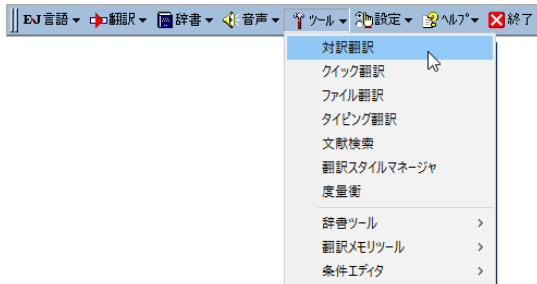 EJ 言語 翻訳 辞書 音声 ツール 設定 ヘルプ 終了
対訳翻訳
クイック翻訳
ファイル翻訳
タイピング翻訳
文献検索
翻訳スタイルマネージャ
度量衡
辞書ツール
翻訳メモリツール
条件エディタ